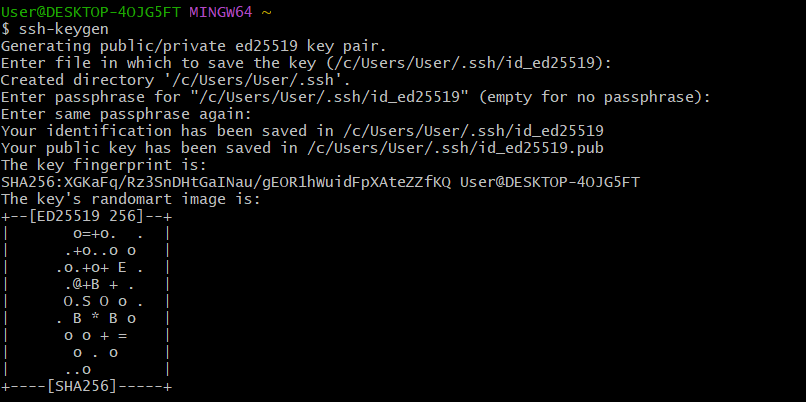 User@DESKTOP-4OJG5FT MINGW64 ~
$ ssh-keygen
Generating public/private ed25519 key pair.
Enter file in which to save the key (/c/Users/User/.ssh/id_ed25519):
Created directory '/c/Users/User/.ssh'.
Enter passphrase for "/c/Users/User/.ssh/id_ed25519" (empty for no passphrase):
Enter same passphrase again:
Your identification has been saved in /c/Users/User/.ssh/id_ed25519
Your public key has been saved in /c/Users/User/.ssh/id_ed25519.pub
The key fingerprint is:
SHA256:XGKaFq/Rz3SnDHtGaINau/gEOR1hWuidFpXAteZZfKQ User@DESKTOP-4OJG5FT
The key's randomart image is:
+--[ED25519 256]--+
|       o=+o.  .  |
|      .+o..o o   |
|     .o.+o+ E .  |
|      .@+B + .   |
|      O.S O o .  |
|     . B * B o   |
|      o o + =    |
|       o . o     |
|      ..o        |
+----[SHA256]-----+